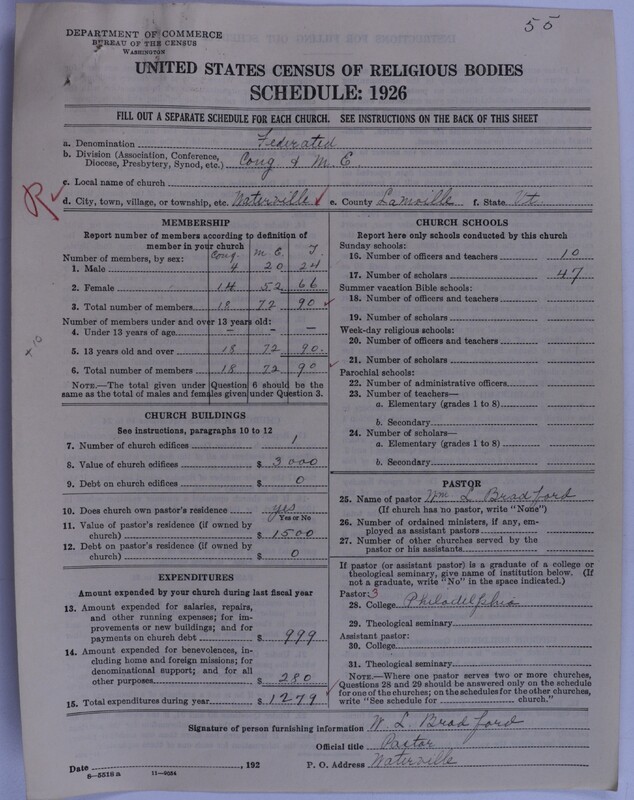 55
DEPARTMENT OF COMMERCE
BUREAU OF THE CENSUS
WASHINGTON
UNITED STATES CENSUS OF RELIGIOUS BODIES
SCHEDULE: 1926
FILL OUT A SEPARATE SCHEDULE FOR EACH CHURCH. SEE INSTRUCTIONS ON THE BACK OF THIS SHEET
a. Denomination Federated
b. Division (Association, Conference, Diocese, Presbytery, Synod, etc.) Cong & M. E.
c. Local name of church
R
d. City, town, village, or township, etc. Waterville e. County Lamoille f. State Vt.
MEMBERSHIP
Report number of members according to definition of
member in your church
Cong. M. E. T
Number of members, by sex:
1. Male 4 20 24
2. Female 14 52 66
3. Total number of members 18 72 90
Number of members under and over 13 years old:
4. Under 13 years of age - - -
5. 13 years old and over 18 72 90.
6. Total number of members 18 72 90
NOTE.—The total given under Question 6 should be the
same as the total of males and females given under Question 3.
CHURCH BUILDINGS
See instructions, paragraphs 10 to 12
7. Number of church edifices 1
8. Value of church edifices $ 3000
9. Debt on church edifices $ 0
10. Does church own pastor's residence? yes
Yes or No
11. Value of pastor's residence (if owned by
church) $ 1500
12. Debt on pastor's residence (if owned by
church) $ 0
EXPENDITURES
Amount expended by your church during last fiscal year
13. Amount expended for salaries, repairs,
and other running expenses; for im-
provements or new buildings; and for
payments on church debt $ 999
14. Amount expended for benevolences, in-
cluding home and foreign missions; for
denominational support; and for all
other purposes $ 280
15. Total expenditures during year $ 1279
CHURCH SCHOOLS
Report here only schools conducted by this church
Sunday schools:
16. Number of officers and teachers 10
17. Number of scholars 47
Summer vacation Bible schools:
18. Number of officers and teachers
19. Number of scholars
Week-day religious schools:
20. Number of officers and teachers
21. Number of scholars
Parochial schools:
22. Number of administrative officers
23. Number of teachers—
a. Elementary (grades 1 to 8)
b. Secondary
24. Number of scholars—
a. Elementary (grades 1 to 8)
b. Secondary
PASTOR
25. Name of pastor Wm L. Bradford
(If church has no pastor, write "None")
26. Number of ordained ministers, if any, em-
ployed as assistant pastors
27. Number of other churches served by the
pastor or his assistants
If pastor (or assistant pastor) is a graduate of a college or
theological seminary, give name of institution below. (If
not a graduate, write "No" in the space indicated.)
Pastor: 3
28. College Philadelphia
29. Theological seminary
Assistant pastor:
30. College
31. Theological seminary
NOTE.—Where one pastor serves two or more churches,
Questions 28 and 29 should be answered only on the schedule
for one of the churches; on the schedules for the other churches,
write "See schedule for church."
Signature of person furnishing information W. L. Bradford
Official title Pastor
Date , 192 P. O. Address Waterville
8—5518 a 11—9054